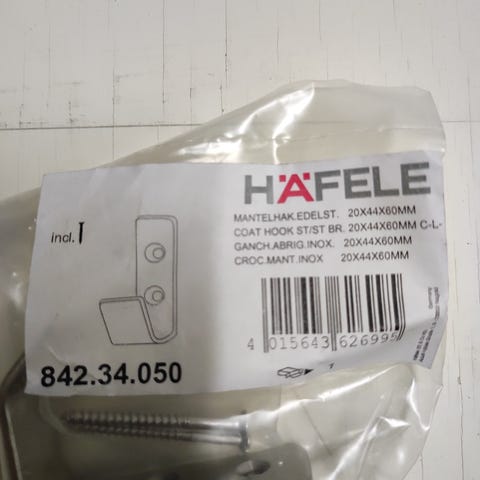 HÄFELE
MANTELHAK.EDELST. 20X44X60MM
COAT HOOK ST/ST BR. 20X44X60MM C-L-
GANCH.ABRIG.INOX. 20X44X60MM
CROC.MANT.INOX 20X44X60MM
incl.
4 015643 626995
842.34.050
1